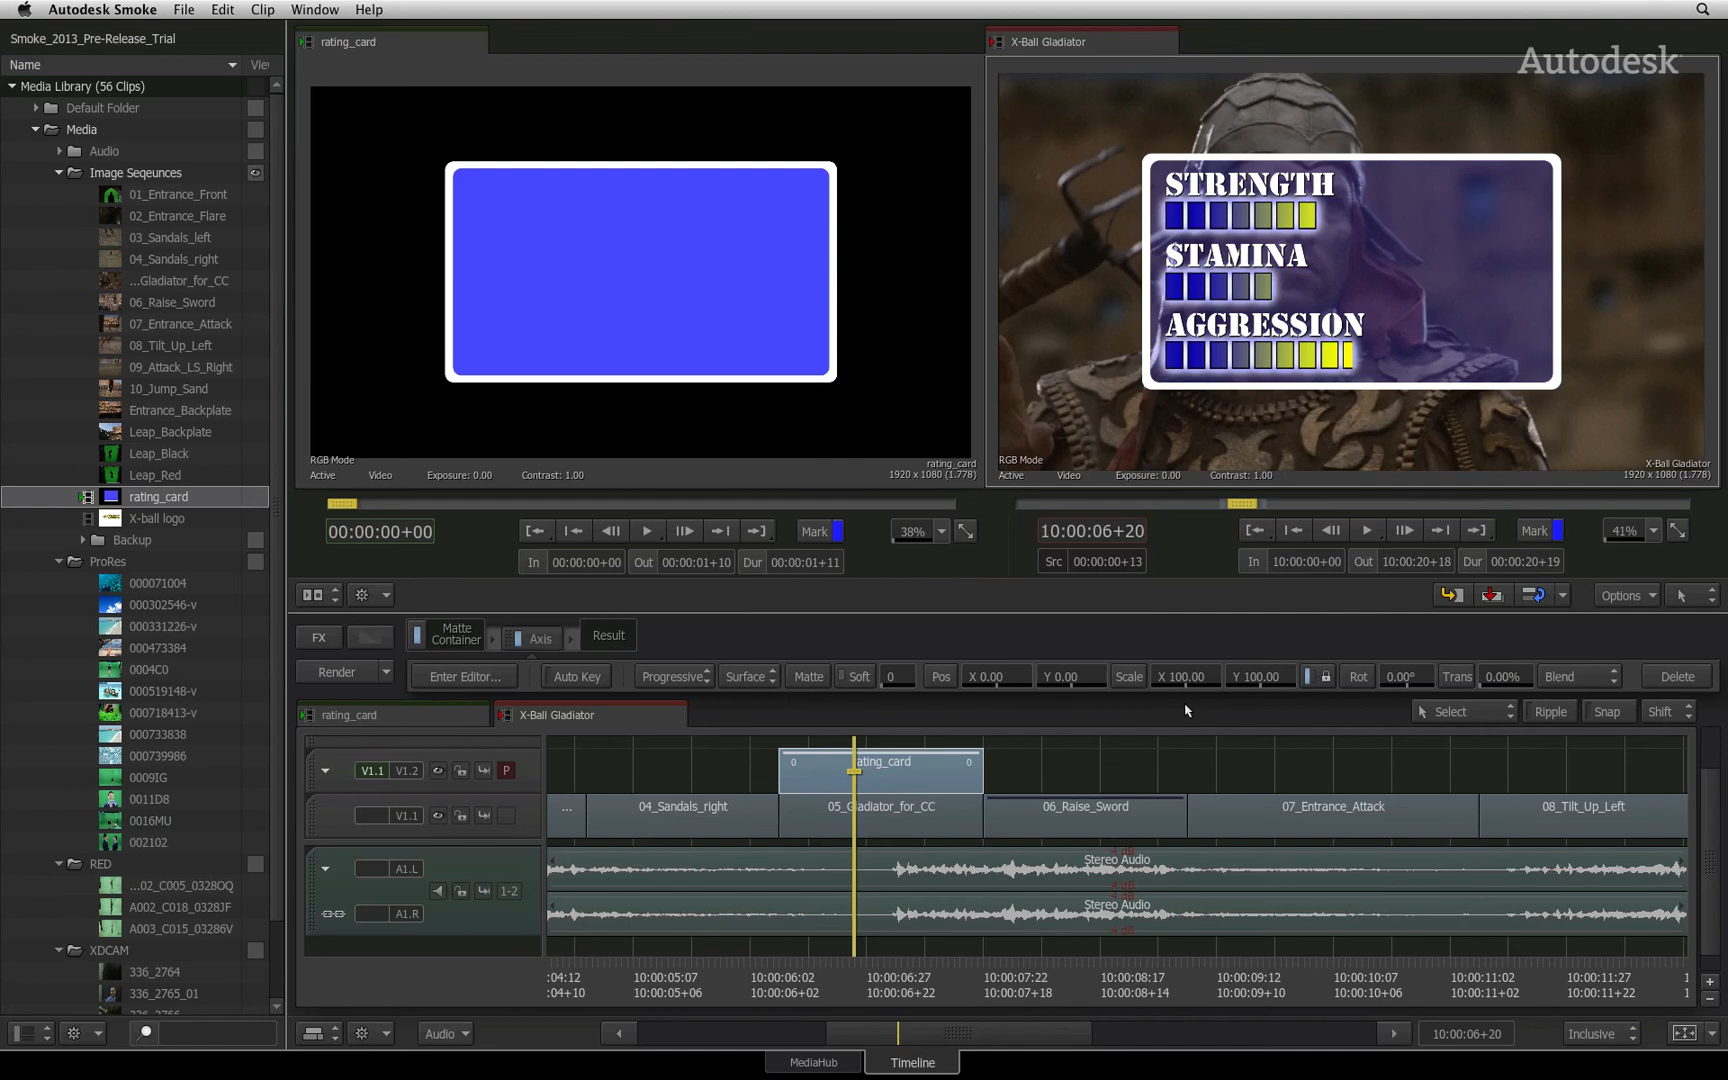 Autodesk Smoke File Edit Clip Window Help
Smoke_2013_Pre-Release_Trial
Name
Media Library (56 Clips)
Default Folder
Media
Audio
Image Seqeunces
01_Entrance_Front
02_Entrance_Flare
03_Sandals_left
04_Sandals_right
...Gladiator_for_CC
06_Raise_Sword
07_Entrance_Attack
08_Tilt_Up_Left
09_Attack_LS_Right
10_Jump_Sand
Entrance_Backplate
Leap_Backplate
Leap_Black
Leap_Red
rating_card
X-ball logo
Backup
ProRes
000071004
000302546-v
000331226-v
000473384
0004C0
000519148-v
000718413-v
000733838
000739986
0009IG
0011D8
0016MU
002102
RED
...02_C005_0328OQ
A002_C018_0328JF
A003_C015_03286V
XDCAM
336_2764
336_2765_01
rating_card
RGB Mode
Active Video Exposure: 0.00 Contrast: 1.00
rating_card
1920 x 1080 (1.778)
X-Ball Gladiator
Autodesk
STRENGTH
STAMINA
AGGRESSION
RGB Mode
Active Video Exposure: 0.00 Contrast: 1.00
X-Ball Gladiator
1920 x 1080 (1.778)
00:00:00+00 Mark 38%
In 00:00:00+00 Out 00:00:01+10 Dur 00:00:01+11
10:00:06+20 Mark 41%
Src 00:00:00+13 In 10:00:00+00 Out 10:00:20+18 Dur 00:00:20+19
Options
FX Matte Container Axis Result
Render Enter Editor... Auto Key Progressive Surface Matte Soft 0 Pos X 0.00 Y 0.00 Scale X 100.00 Y 100.00 Rot 0.00° Trans 0.00% Blend Delete
rating_card X-Ball Gladiator Select Ripple Snap Shift
V1.1 V1.2 P 0 0
V1.1 ... 04_Sandals_right 06_Raise_Sword 07_Entrance_Attack 08_Tilt_Up_Left
A1.L Stereo Audio
1-2
A1.R Stereo Audio
:04:12 10:00:05:07 10:00:06:02 10:00:06:27 10:00:07:22 10:00:08:17 10:00:09:12 10:00:10:07 10:00:11:02 10:00:11:27
:04+10 10:00:05+06 10:00:06+02 10:00:06+22 10:00:07+18 10:00:08+14 10:00:09+10 10:00:10+06 10:00:11+02 10:00:11+22
Audio 10:00:06+20 Inclusive
MediaHub Timeline